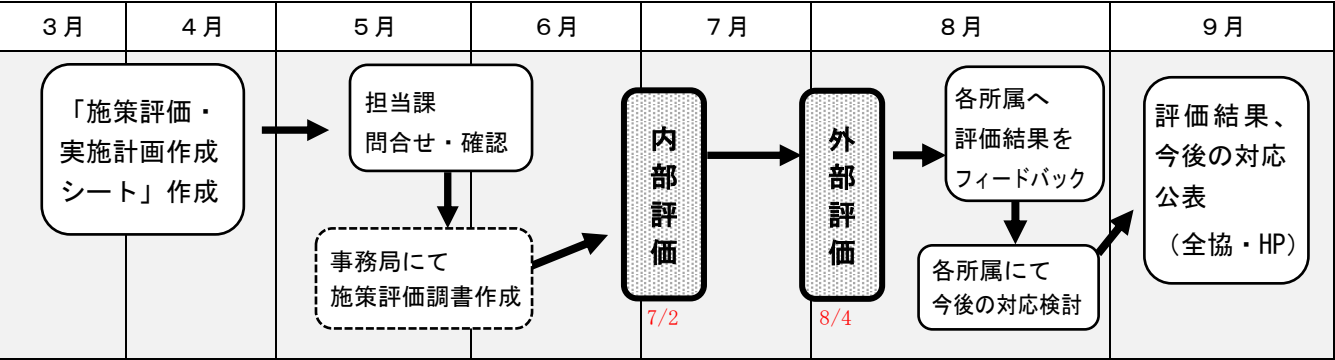 ３月
４月
５月
６月
７月
８月
９月
「施策評価・
実施計画作成
シート」作成
担当課
問合せ・確認
事務局にて
施策評価調書作成
内部評価
7/2
外部評価
8/4
各所属へ
評価結果を
フィードバック
各所属にて
今後の対応検討
評価結果、
今後の対応
公表
（全協・HP）